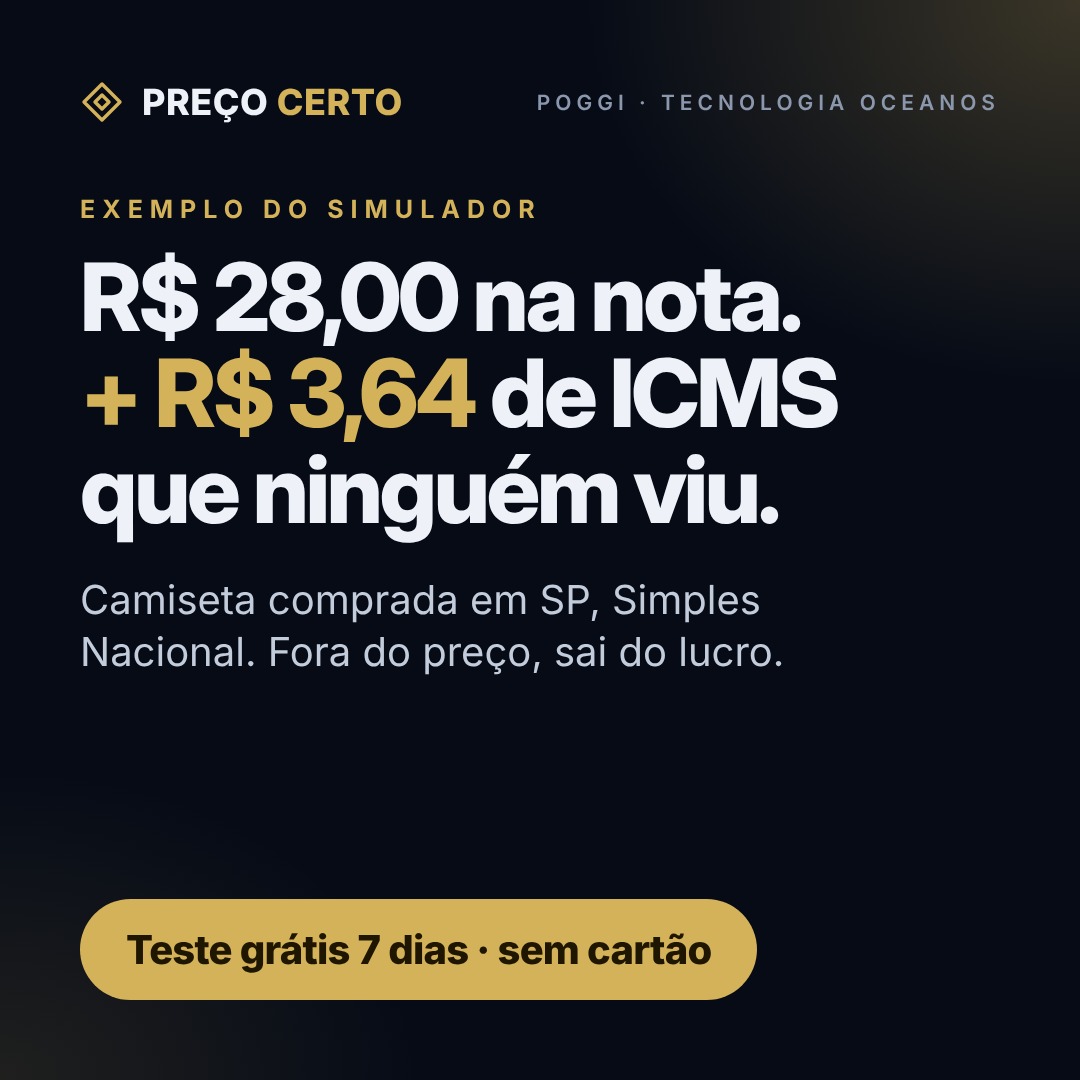 PREÇO CERTO
POGGI · TECNOLOGIA OCEANOS
EXEMPLO DO SIMULADOR
R$ 28,00 na nota.
+ R$ 3,64 de ICMS
que ninguém viu.
Camiseta comprada em SP, Simples
Nacional. Fora do preço, sai do lucro.
Teste grátis 7 dias · sem cartão